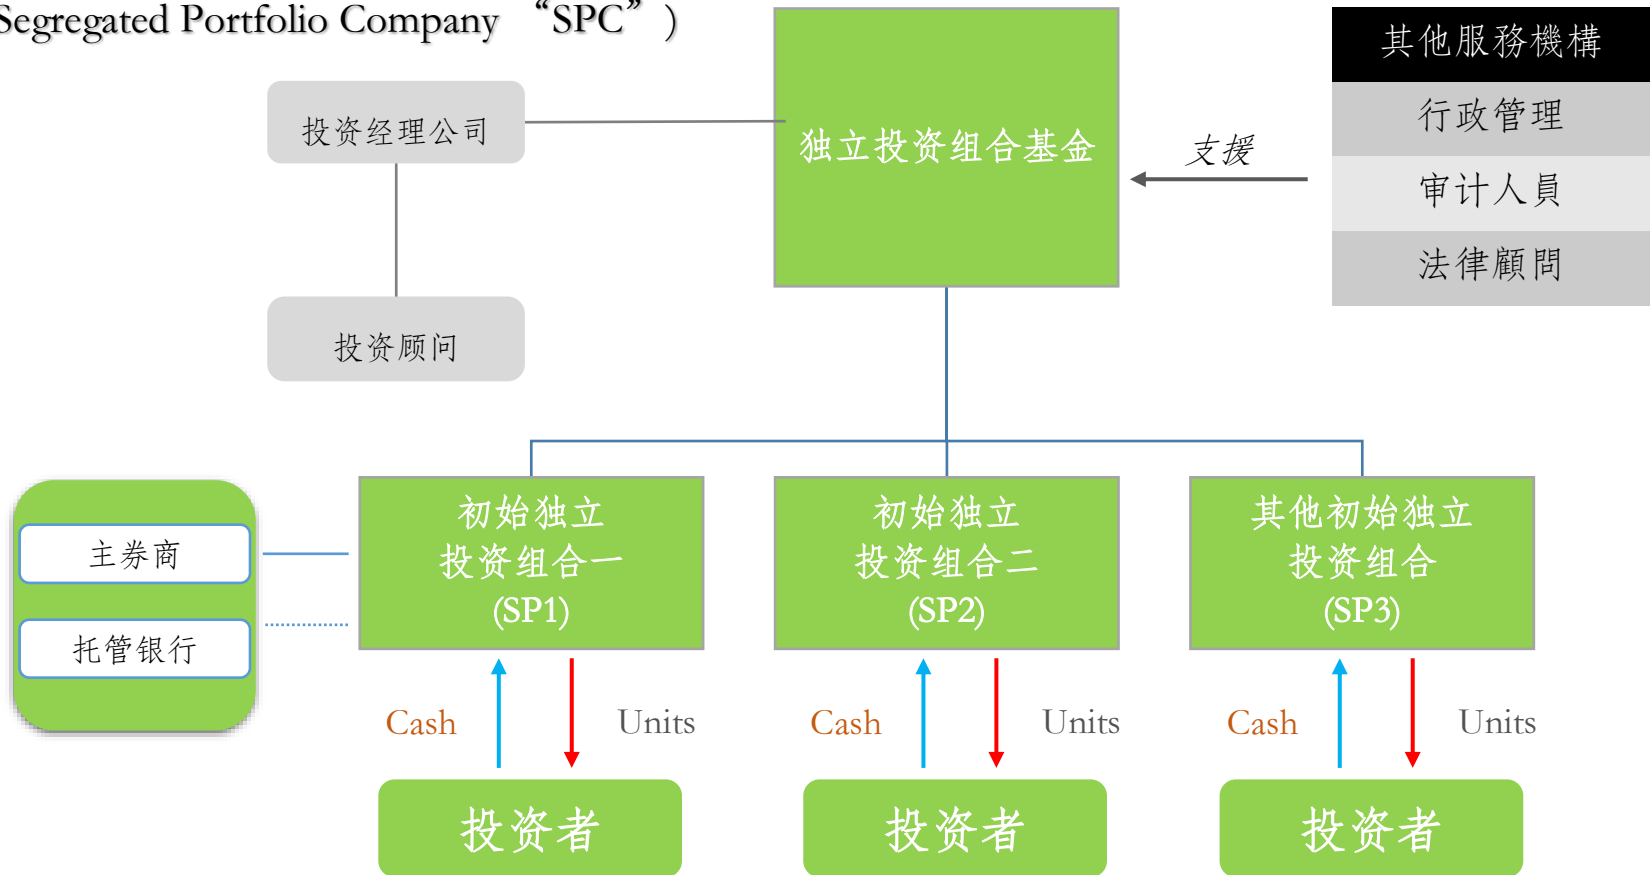 Segregated Portfolio Company “SPC”)
其他服務機構
行政管理
审计人員
法律顧問
投资经理公司
独立投资组合基金
支援
投资顾问
主券商
托管银行
初始独立
投资组合一
(SP1)
初始独立
投资组合二
(SP2)
其他初始独立
投资组合
(SP3)
Cash
Units
Cash
Units
Cash
Units
投资者
投资者
投资者